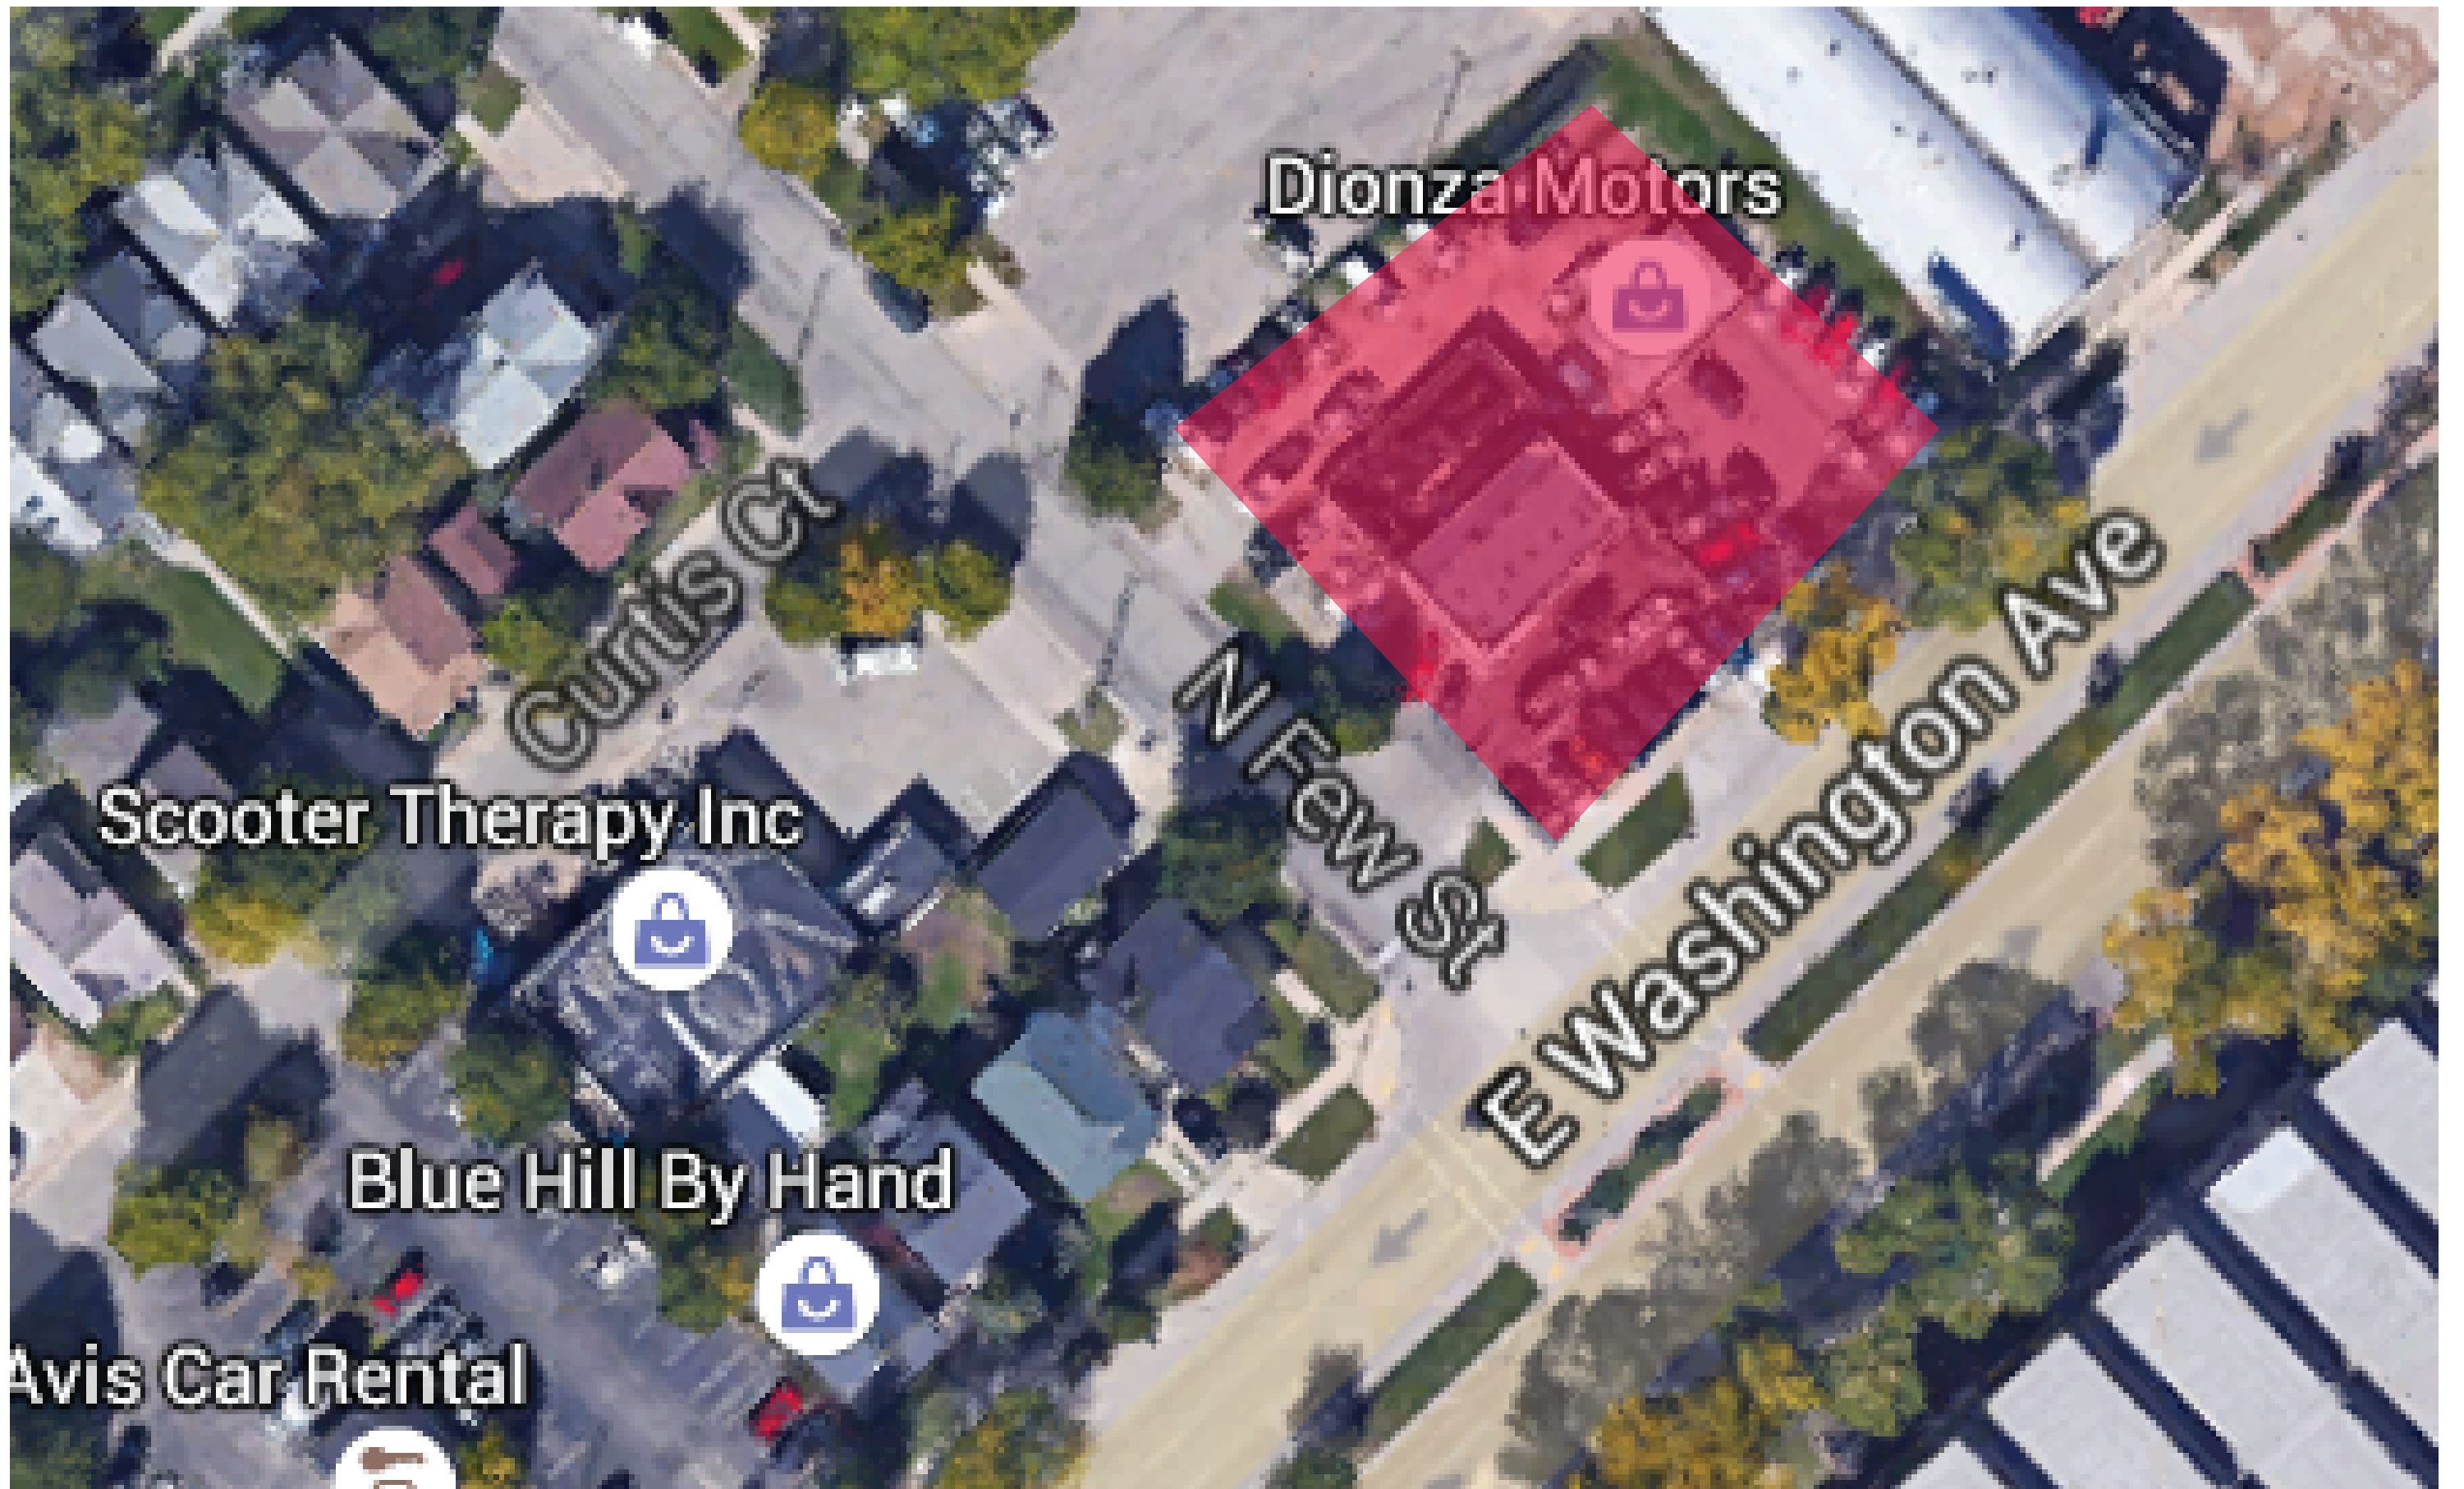 Dionza Motors
Curtis Ct
N Few St
E Washington Ave
Scooter Therapy Inc
Blue Hill By Hand
Avis Car Rental